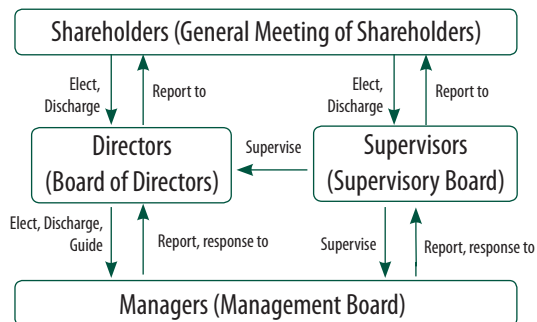 Shareholders (General Meeting of Shareholders)
Elect,
Discharge
Report to
Elect,
Discharge
Report to
Directors
(Board of Directors)
Supervise
Supervisors
(Supervisory Board)
Elect, Discharge,
Guide
Report, response to
Supervise
Report, response to
Managers (Management Board)